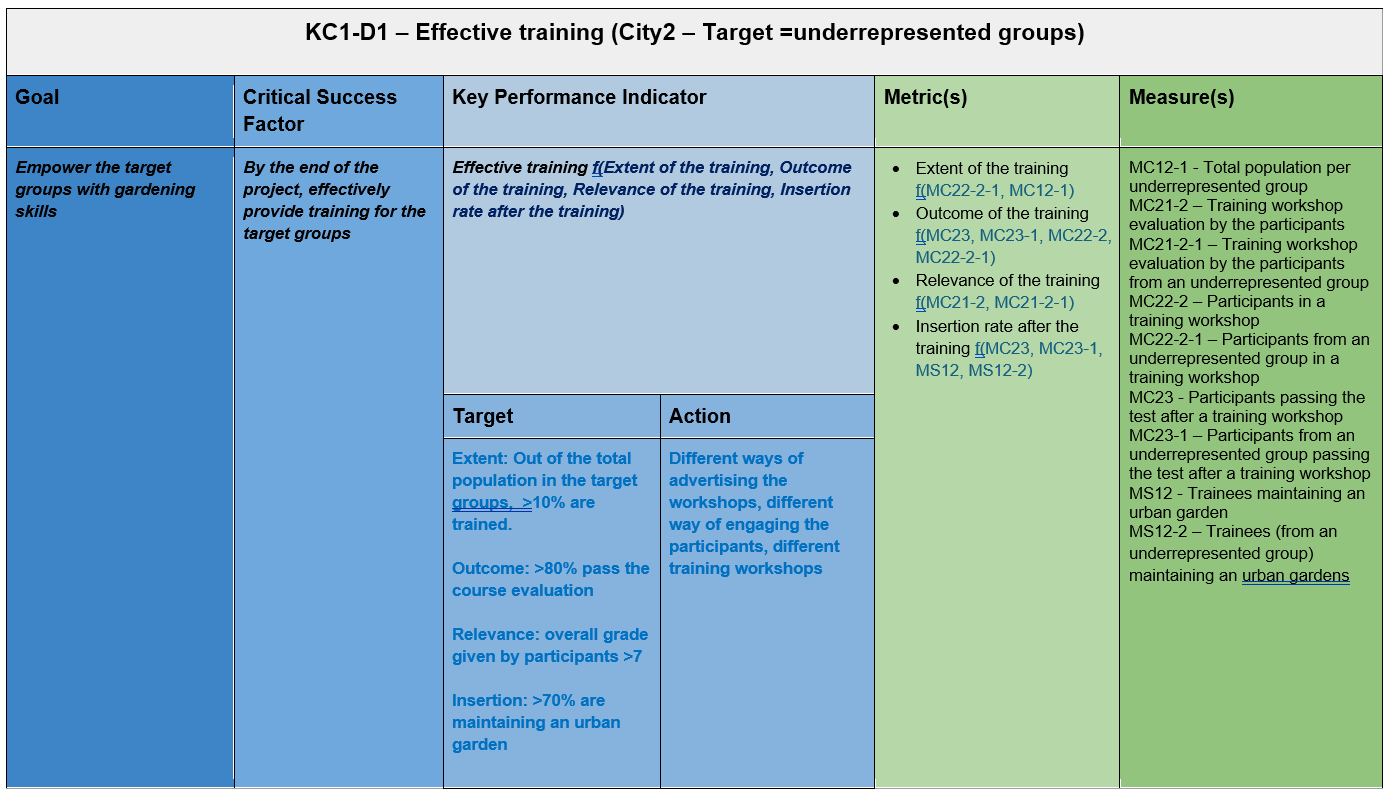 KC1-D1 – Effective training (City2 – Target =underrepresented groups)
Goal
Critical Success
Factor
Key Performance Indicator
Metric(s)
Measure(s)
Empower the target
groups with gardening
skills
By the end of the
project, effectively
provide training for the
target groups
Effective training f(Extent of the training, Outcome
of the training, Relevance of the training, Insertion
rate after the training)
Target
Action
Extent: Out of the total
population in the target
groups,  >10% are
trained.
Outcome: >80% pass the
course evaluation
Relevance: overall grade
given by participants >7
Insertion: >70% are
maintaining an urban
garden
Different ways of
advertising the
workshops, different
way of engaging the
participants, different
training workshops
• Extent of the training
f(MC22-2-1, MC12-1)
• Outcome of the training
f(MC23, MC23-1, MC22-2,
MC22-2-1)
• Relevance of the training
f(MC21-2, MC21-2-1)
• Insertion rate after the
training f(MC23, MC23-1,
MS12, MS12-2)
MC12-1 - Total population per
underrepresented group
MC21-2 – Training workshop
evaluation by the participants
MC21-2-1 – Training workshop
evaluation by the participants
from an underrepresented group
MC22-2 – Participants in a
training workshop
MC22-2-1 – Participants from an
underrepresented group in a
training workshop
MC23 - Participants passing the
test after a training workshop
MC23-1 – Participants from an
underrepresented group passing
the test after a training workshop
MS12 - Trainees maintaining an
urban garden
MS12-2 – Trainees (from an
underrepresented group)
maintaining an urban gardens